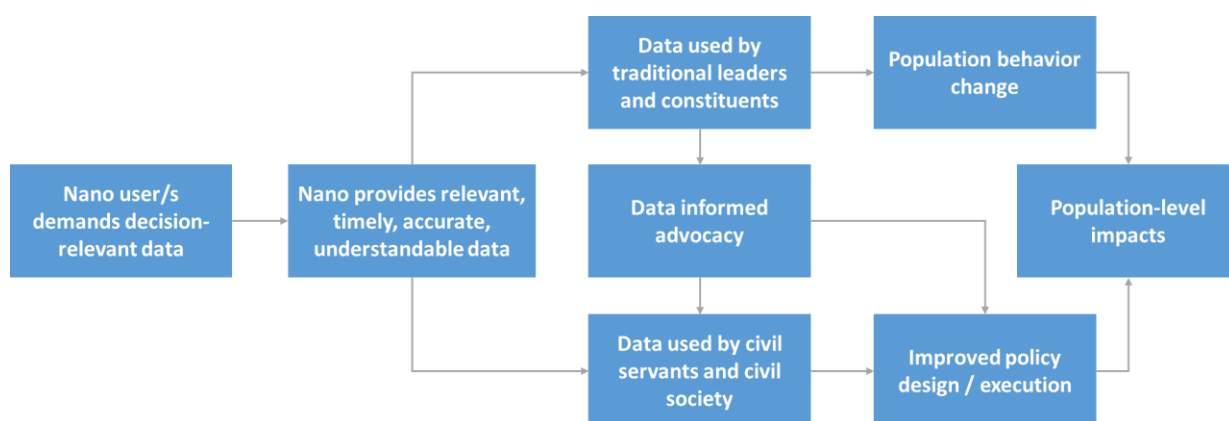 Data used by
traditional leaders
and constituents
Population behavior
change
Nano user/s
demands decision-
relevant data
Nano provides relevant,
timely, accurate,
understandable data
Data informed
advocacy
Population-level
impacts
Data used by civil
servants and civil
society
Improved policy
design / execution